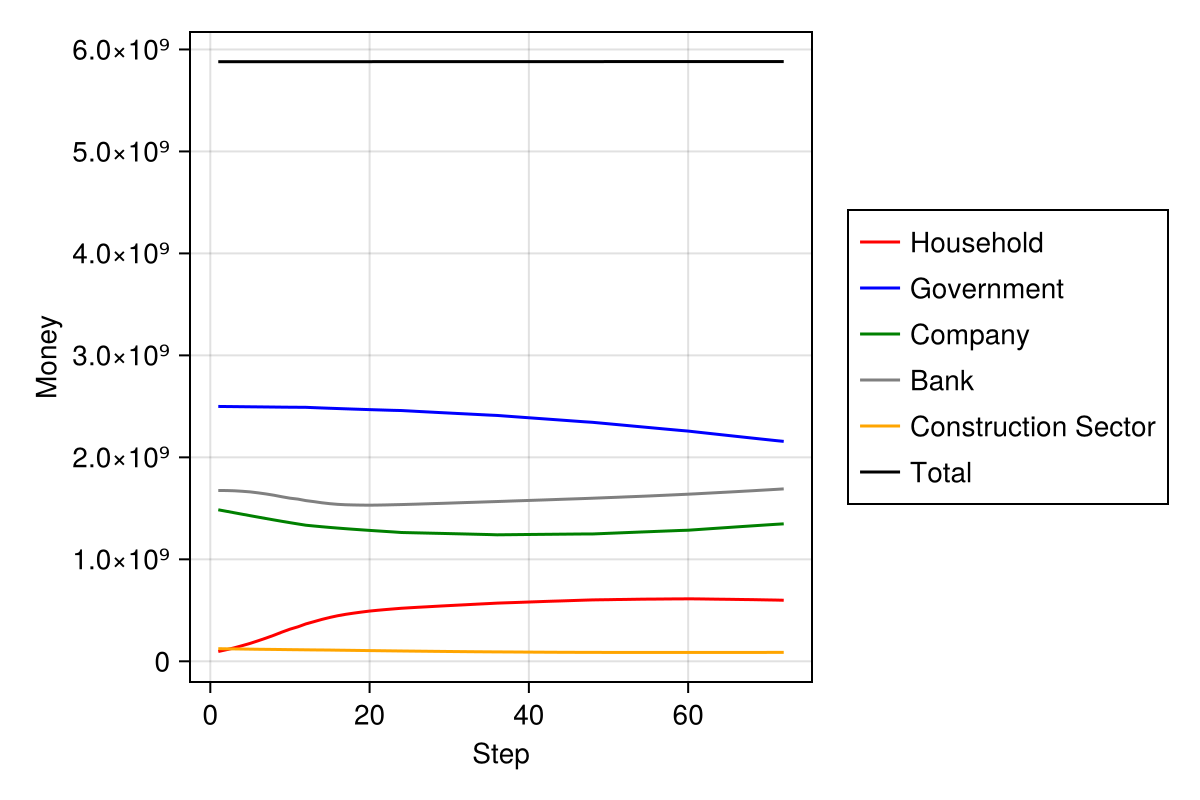 6.0×10⁹
5.0×10⁹
4.0×10⁹
3.0×10⁹
2.0×10⁹
1.0×10⁹
0
Money
0 20 40 60
Step
Household
Government
Company
Bank
Construction Sector
Total